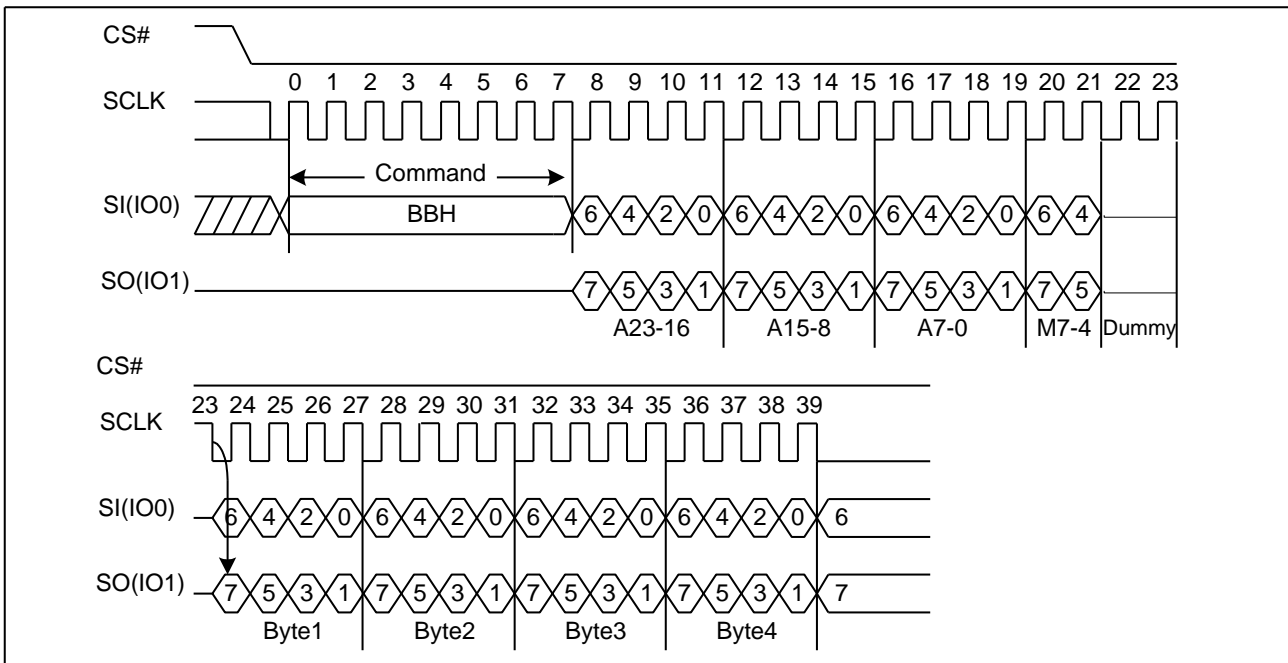 CS#
0 1 2 3 4 5 6 7 8 9 10 11 12 13 14 15 16 17 18 19 20 21 22 23
SCLK
Command
SI(IO0) BBH 6 4 2 0 6 4 2 0 6 4 2 0 6 4
SO(IO1) 7 5 3 1 7 5 3 1 7 5 3 1 7 5
A23-16 A15-8 A7-0 M7-4 Dummy
CS#
23 24 25 26 27 28 29 30 31 32 33 34 35 36 37 38 39
SCLK
SI(IO0) 6 4 2 0 6 4 2 0 6 4 2 0 6 4 2 0 6
SO(IO1) 7 5 3 1 7 5 3 1 7 5 3 1 7 5 3 1 7
Byte1 Byte2 Byte3 Byte4